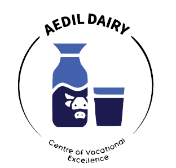 AEDIL DAIRY
Centre of Vocational
Excellence